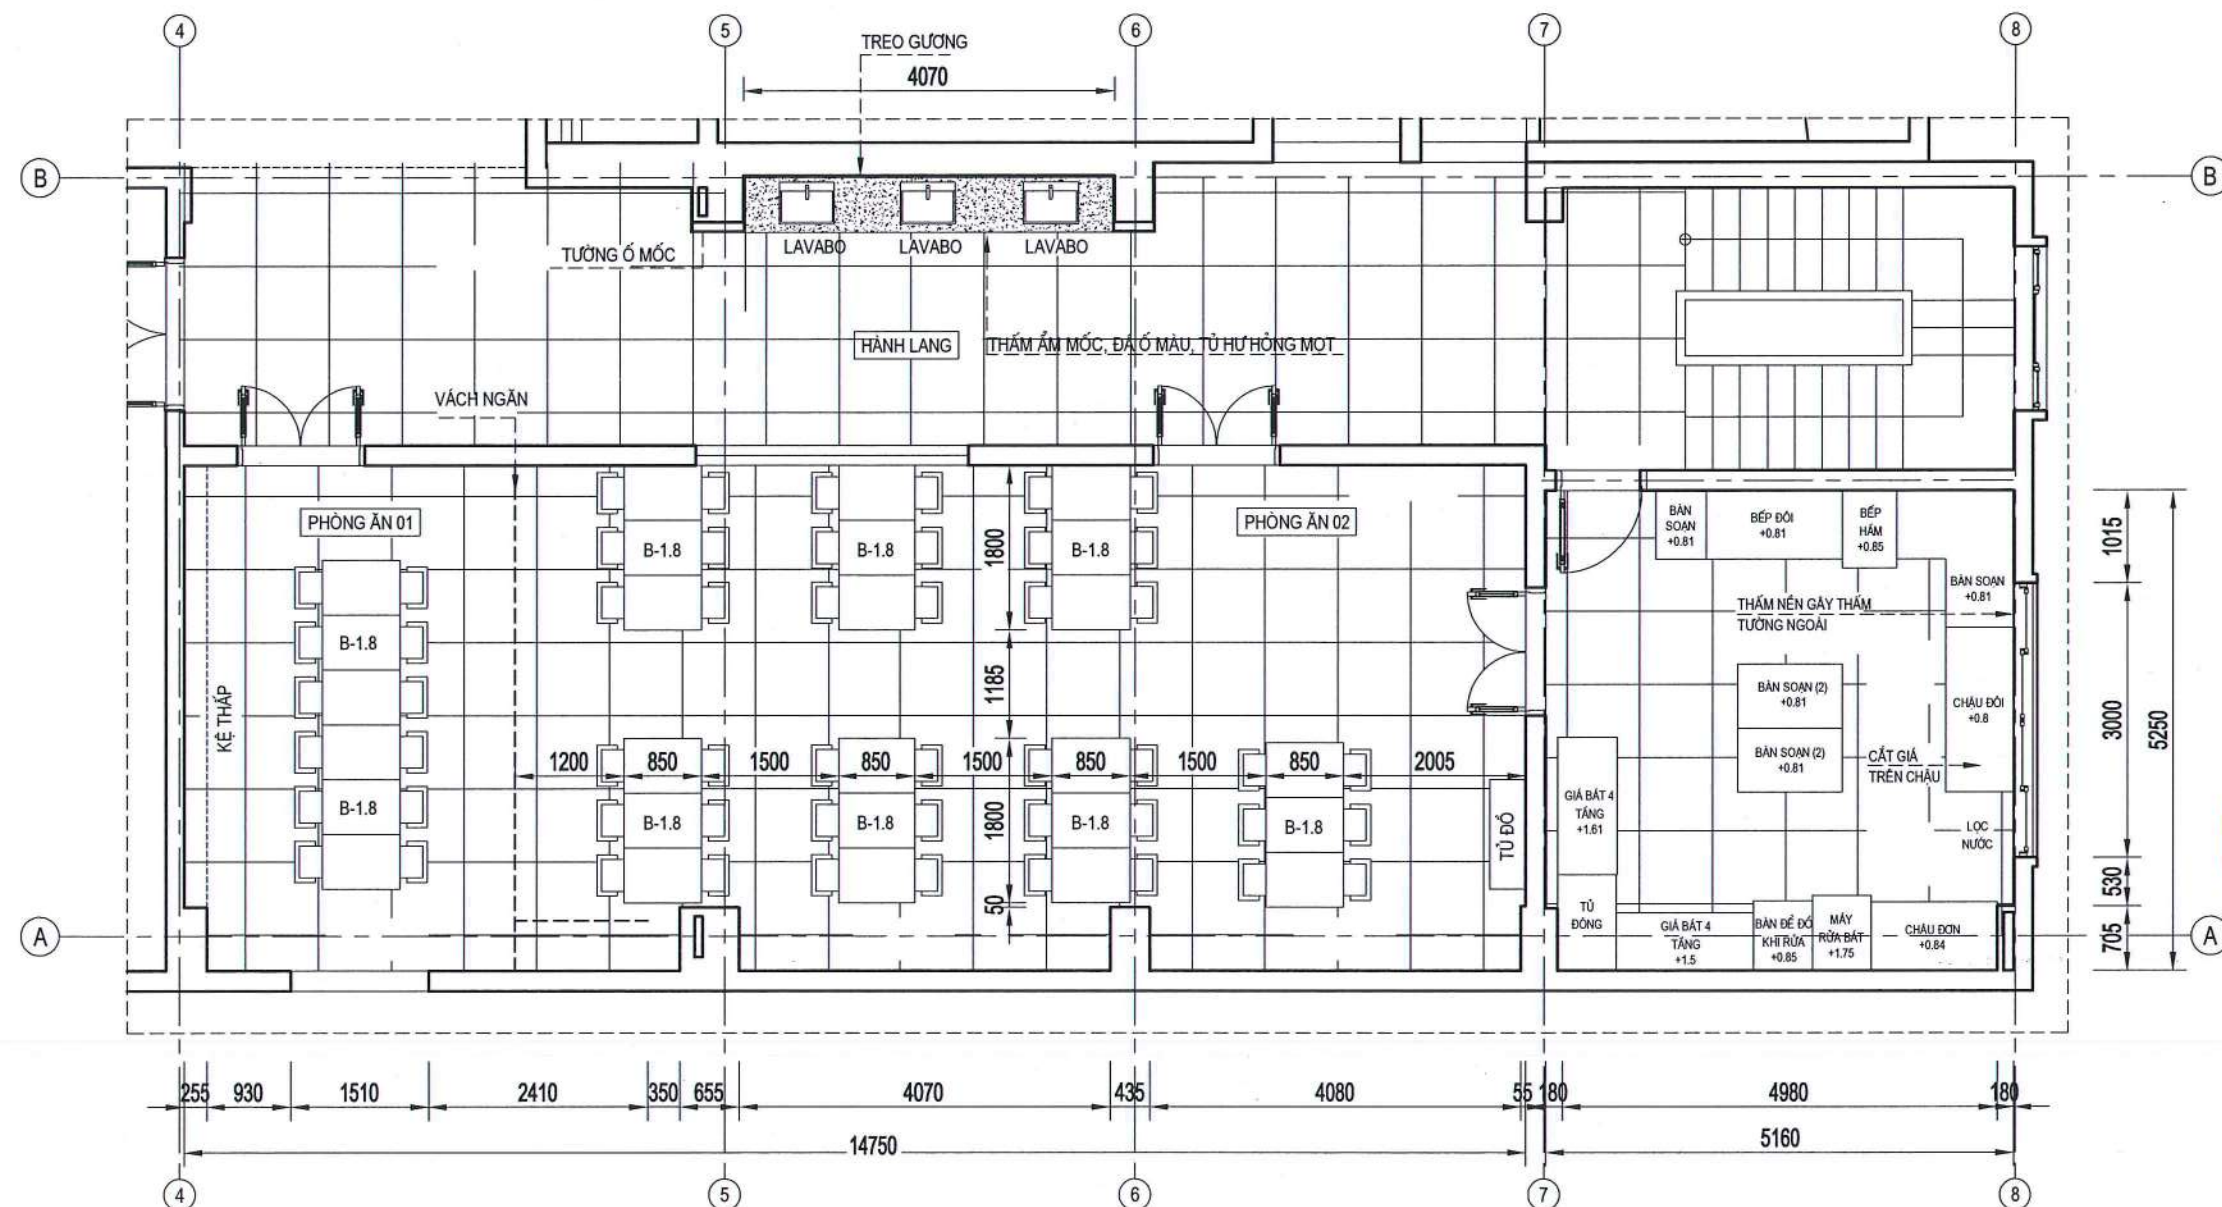 4
5
6
7
8
TREO GƯƠNG
4070
B
B
LAVABO
LAVABO
LAVABO
TƯỜNG Ố MỐC
HÀNH LANG
THẤM ẨM MỐC, ĐÁ Ố MÀU, TỦ HƯ HỎNG MỌT
VÁCH NGĂN
PHÒNG ĂN 01
B-1.8
B-1.8
B-1.8
1800
PHÒNG ĂN 02
BÀN
SOẠN
+0.81
BẾP ĐÔI
+0.81
BẾP
HẦM
+0.85
1015
BÀN SOẠN
+0.81
THẤM NỀN GÂY THẤM
TƯỜNG NGOÀI
B-1.8
1185
KỆ THẤP
BÀN SOẠN (2)
+0.81
CHẬU ĐÔI
+0.8
3000
5250
BÀN SOẠN (2)
+0.81
CẮT GIÁ
TRÊN CHẬU
1200
850
1500
850
1500
850
1500
850
2005
B-1.8
B-1.8
B-1.8
B-1.8
1800
B-1.8
TỦ ĐỒ
GIÁ BÁT 4
TẦNG
+1.61
LỌC
NƯỚC
530
50
TỦ
ĐÔNG
GIÁ BÁT 4
TẦNG
+1.5
BÀN ĐỂ ĐỒ
KHI RỬA
+0.85
MÁY
RỬA BÁT
+1.75
CHẬU ĐƠN
+0.84
705
A
A
255
930
1510
2410
350
655
4070
435
4080
55
180
4980
180
14750
5160
4
5
6
7
8